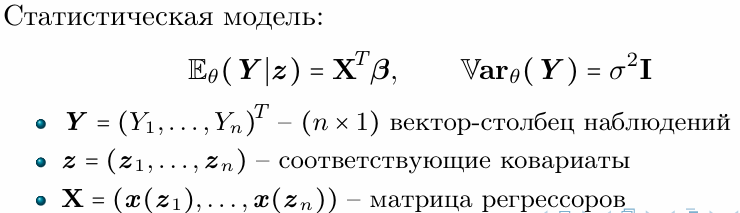 Статистическая модель:
𝔼θ(Y|z) = Xᵀβ, 𝕍arθ(Y) = σ²I
Y = (Y₁, …, Yₙ)ᵀ – (n × 1) вектор-столбец наблюдений
z = (z₁, …, zₙ) – соответствующие ковариаты
X = (x(z₁), …, x(zₙ)) – матрица регрессоров